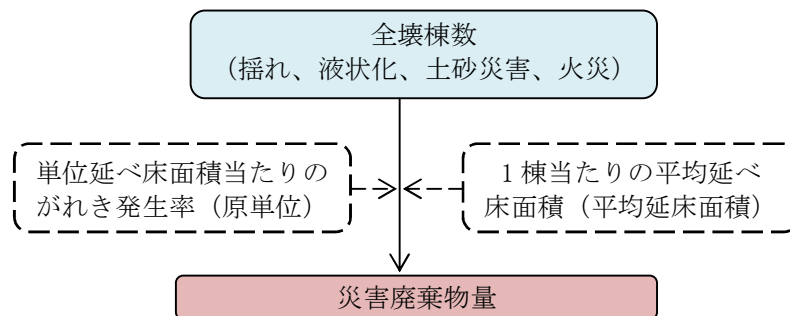 全壊棟数
（揺れ、液状化、土砂災害、火災）
単位延べ床面積当たりの
がれき発生率（原単位）
1 棟当たりの平均延べ
床面積（平均延床面積）
災害廃棄物量